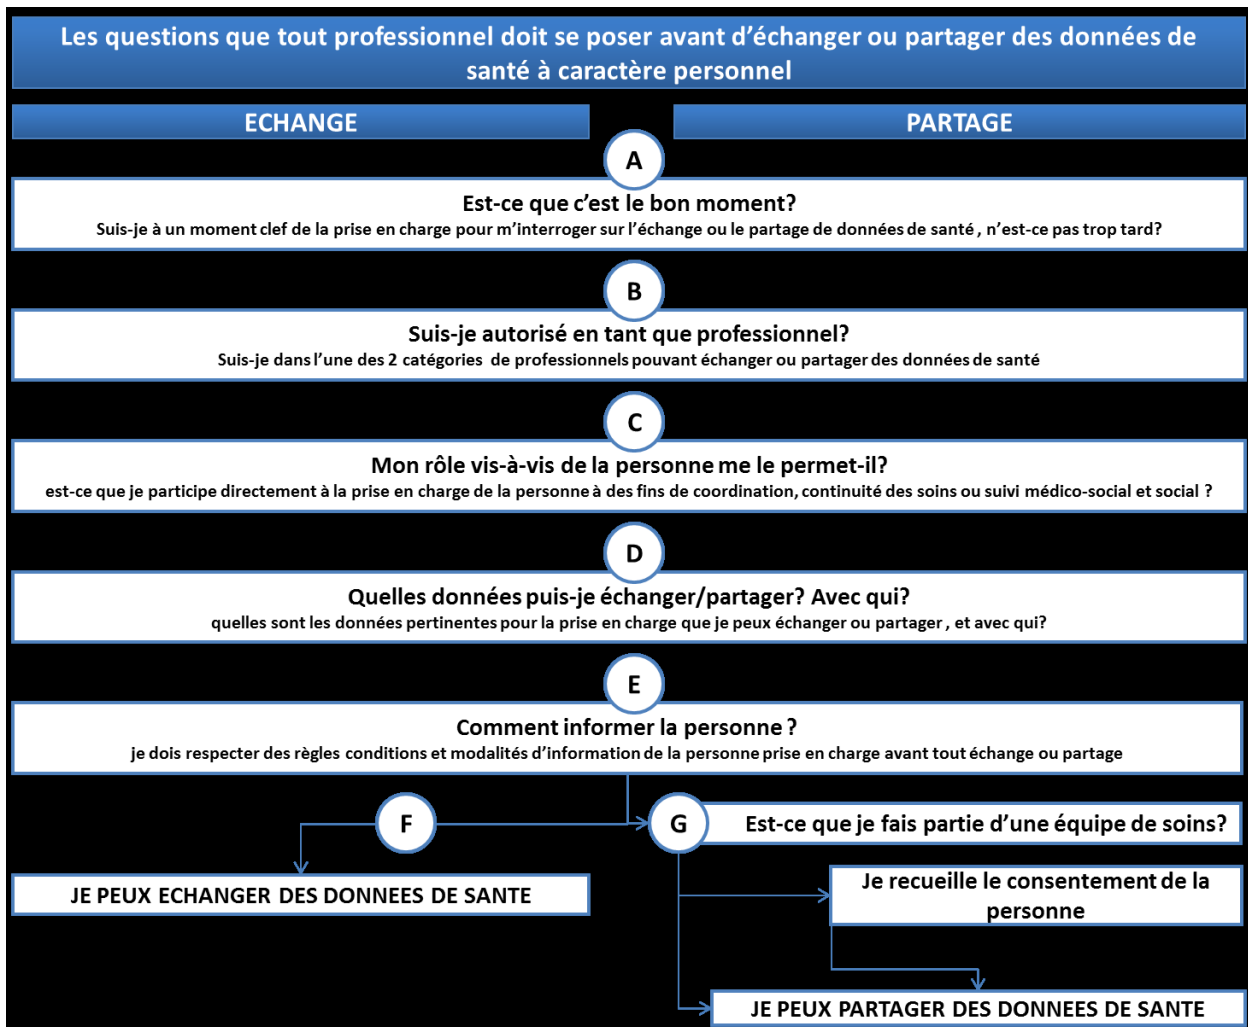 Les questions que tout professionnel doit se poser avant d'échanger ou partager des données de
santé à caractère personnel
ECHANGE
PARTAGE
A
Est-ce que c'est le bon moment?
Suis-je à un moment clef de la prise en charge pour m'interroger sur l'échange ou le partage de données de santé , n'est-ce pas trop tard?
B
Suis-je autorisé en tant que professionnel?
Suis-je dans l'une des 2 catégories de professionnels pouvant échanger ou partager des données de santé
C
Mon rôle vis-à-vis de la personne me le permet-il?
est-ce que je participe directement à la prise en charge de la personne à des fins de coordination, continuité des soins ou suivi médico-social et social ?
D
Quelles données puis-je échanger/partager? Avec qui?
quelles sont les données pertinentes pour la prise en charge que je peux échanger ou partager , et avec qui?
E
Comment informer la personne ?
je dois respecter des règles conditions et modalités d'information de la personne prise en charge avant tout échange ou partage
F
G
Est-ce que je fais partie d'une équipe de soins?
JE PEUX ECHANGER DES DONNEES DE SANTE
Je recueille le consentement de la
personne
JE PEUX PARTAGER DES DONNEES DE SANTE